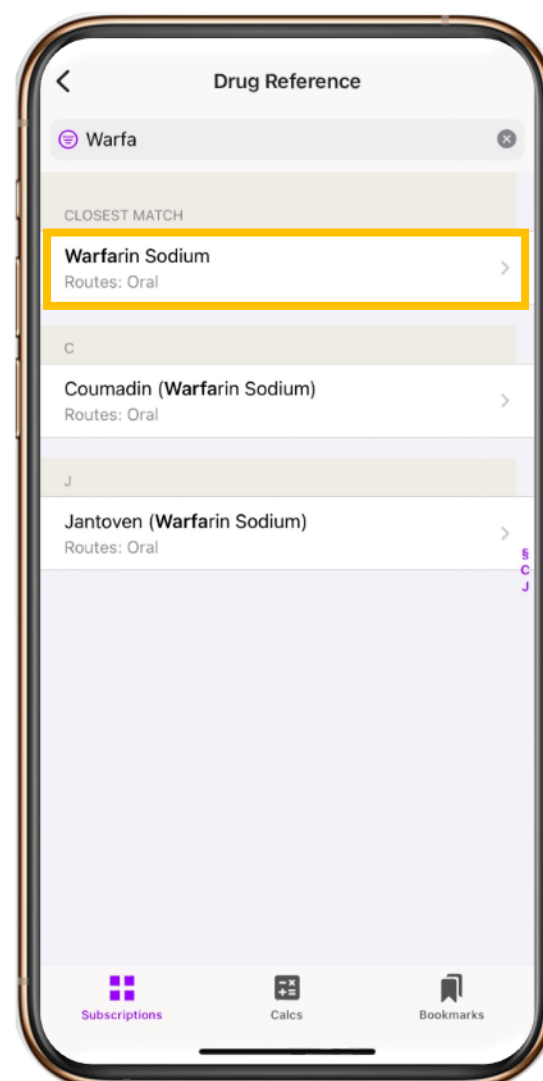 Drug Reference
Warfa
CLOSEST MATCH
Warfarin Sodium
Routes: Oral
C
Coumadin (Warfarin Sodium)
Routes: Oral
J
Jantoven (Warfarin Sodium)
Routes: Oral
§
C
J
Subscriptions
Calcs
Bookmarks